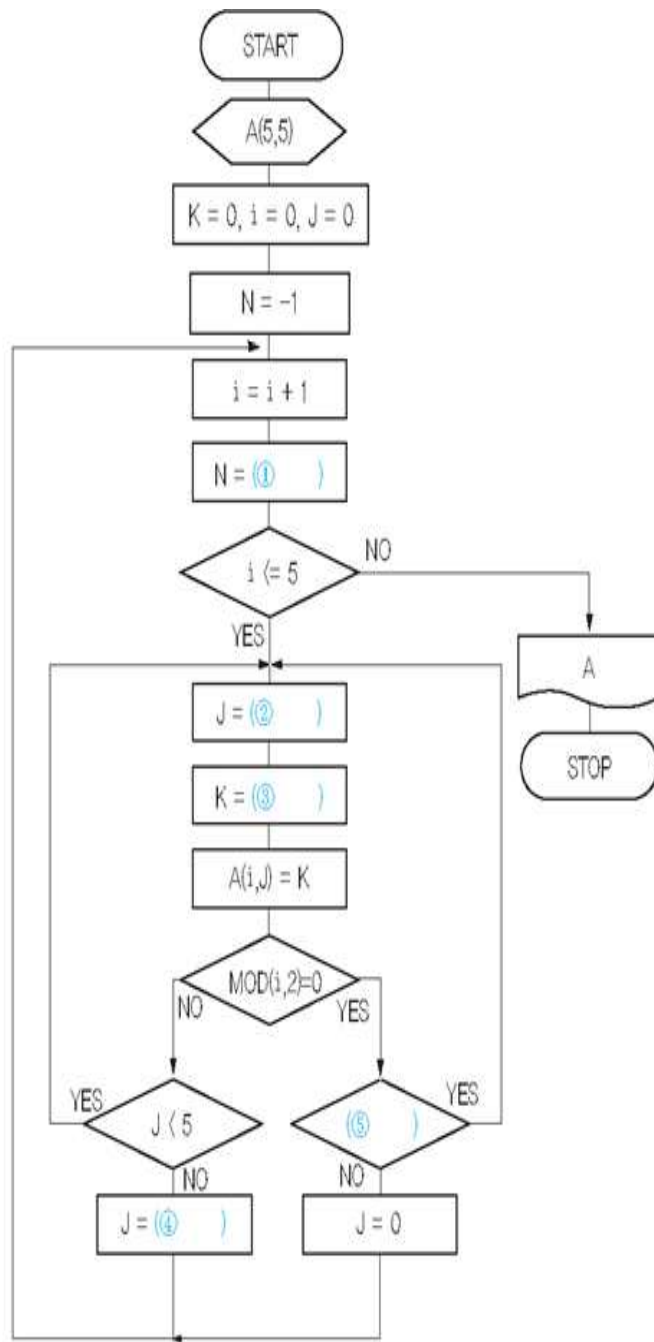 START
A(5,5)
K = 0, i = 0, J = 0
N = -1
i = i + 1
N = (① )
i <= 5
NO
YES
A
J = (② )
K = (③ )
STOP
A(i,J) = K
MOD(i,2)=0
NO
YES
YES
J < 5
(⑤ )
YES
NO
NO
J = (④ )
J = 0